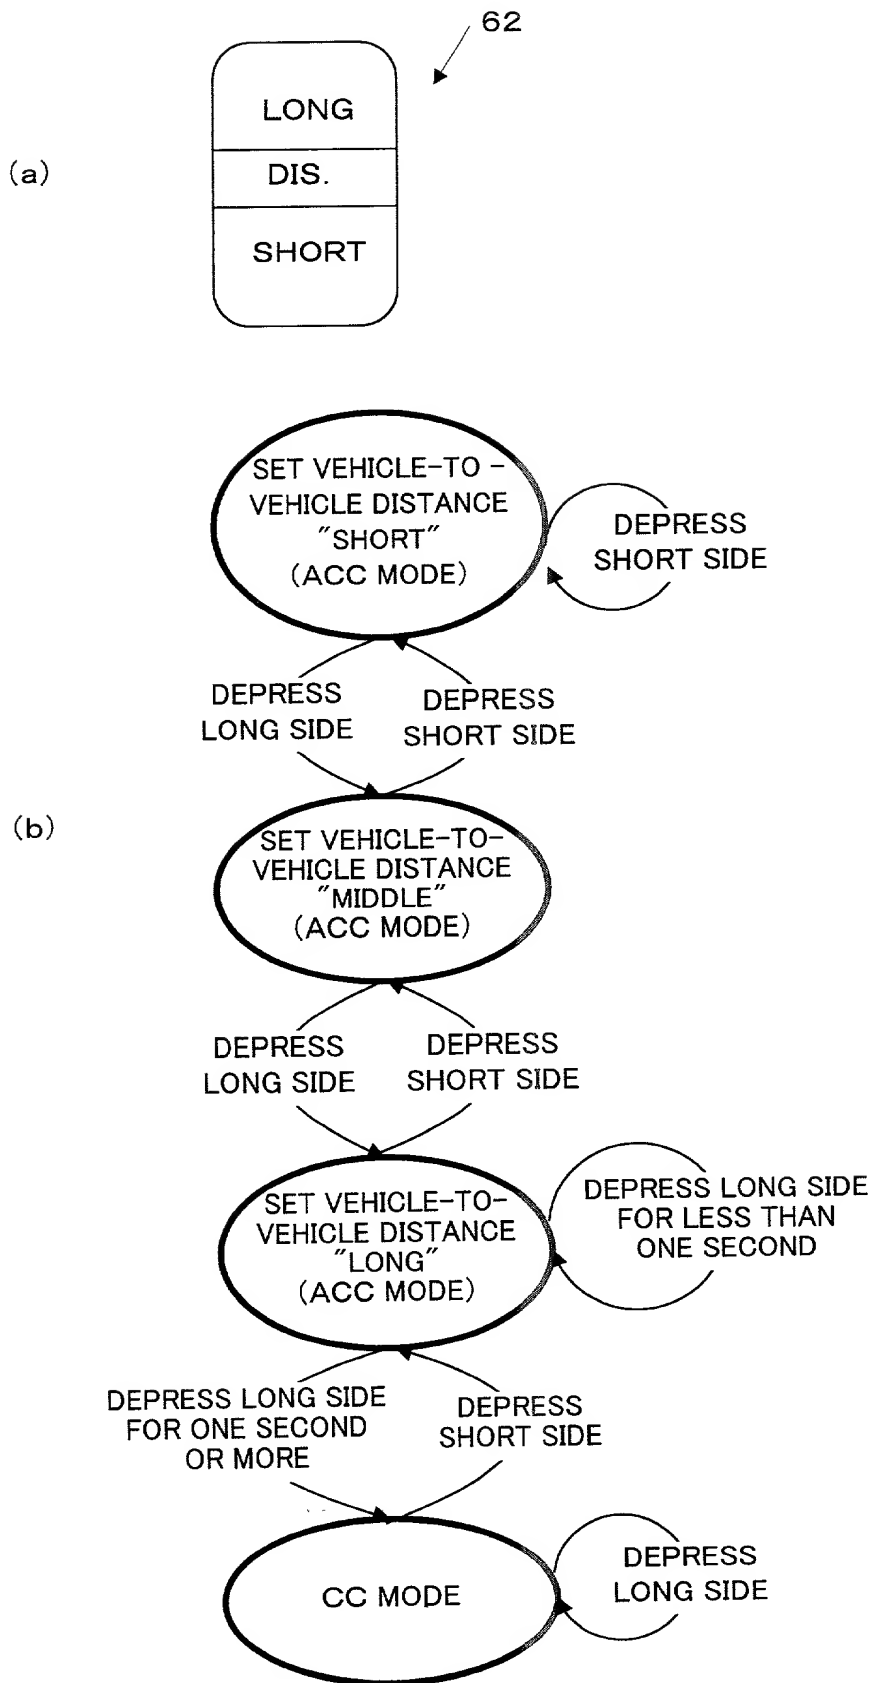 62
LONG
(a)
DIS.
SHORT
SET VEHICLE-TO-
VEHICLE DISTANCE
"SHORT"
(ACC MODE)
DEPRESS
SHORT SIDE
DEPRESS
LONG SIDE
DEPRESS
SHORT SIDE
(b)
SET VEHICLE-TO-
VEHICLE DISTANCE
"MIDDLE"
(ACC MODE)
DEPRESS
LONG SIDE
DEPRESS
SHORT SIDE
SET VEHICLE-TO-
VEHICLE DISTANCE
"LONG"
(ACC MODE)
DEPRESS LONG SIDE
FOR LESS THAN
ONE SECOND
DEPRESS LONG SIDE
FOR ONE SECOND
OR MORE
DEPRESS
SHORT SIDE
CC MODE
DEPRESS
LONG SIDE